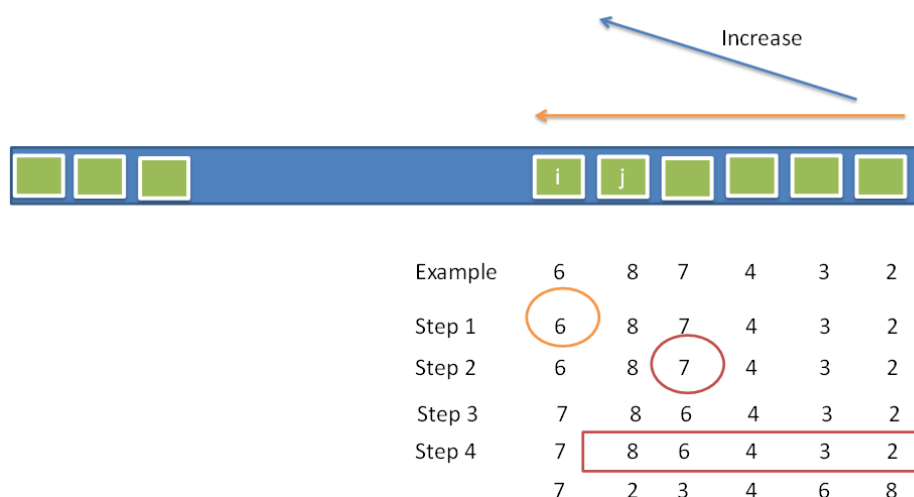 Increase
i j
Example 6 8 7 4 3 2
Step 1 6 8 7 4 3 2
Step 2 6 8 7 4 3 2
Step 3 7 8 6 4 3 2
Step 4 7 8 6 4 3 2
7 2 3 4 6 8